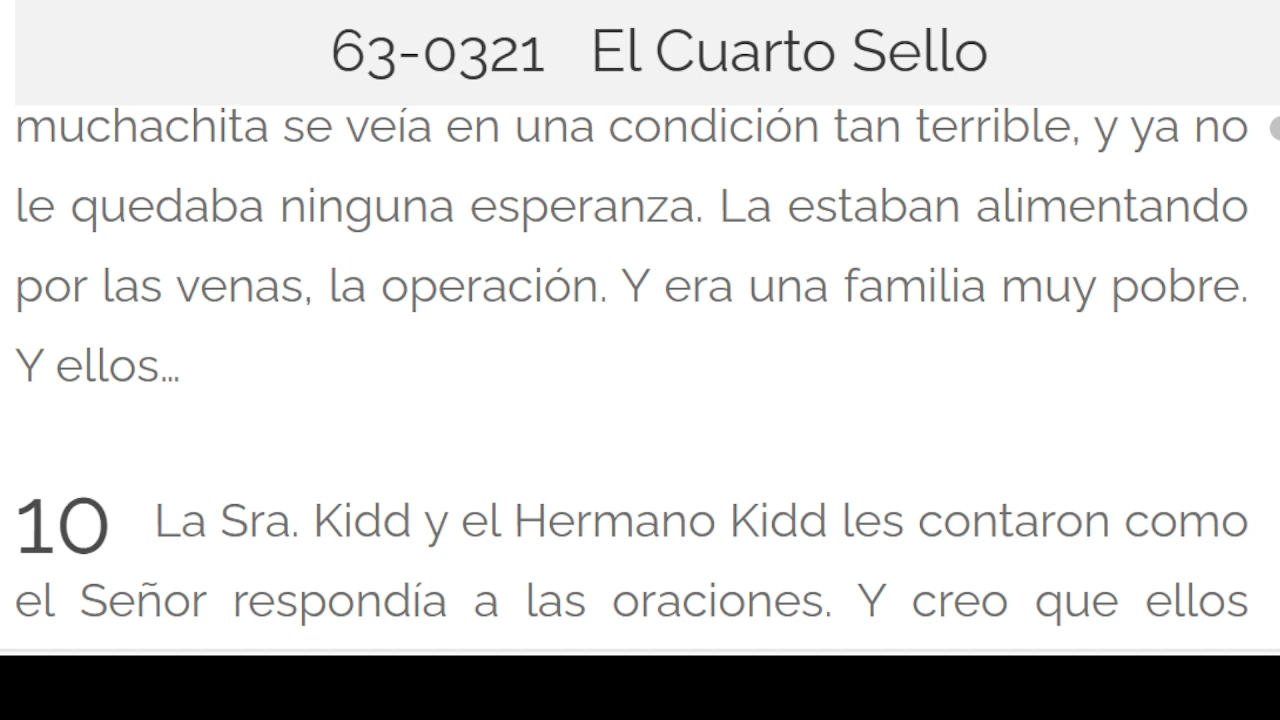 63-0321 El Cuarto Sello
muchachita se veía en una condición tan terrible, y ya no
le quedaba ninguna esperanza. La estaban alimentando
por las venas, la operación. Y era una familia muy pobre.
Y ellos…
10 La Sra. Kidd y el Hermano Kidd les contaron como
el Señor respondía a las oraciones. Y creo que ellos